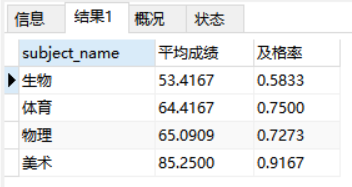 信息 结果1 概况 状态
subject_name 平均成绩 及格率
生物 53.4167 0.5833
体育 64.4167 0.7500
物理 65.0909 0.7273
美术 85.2500 0.9167